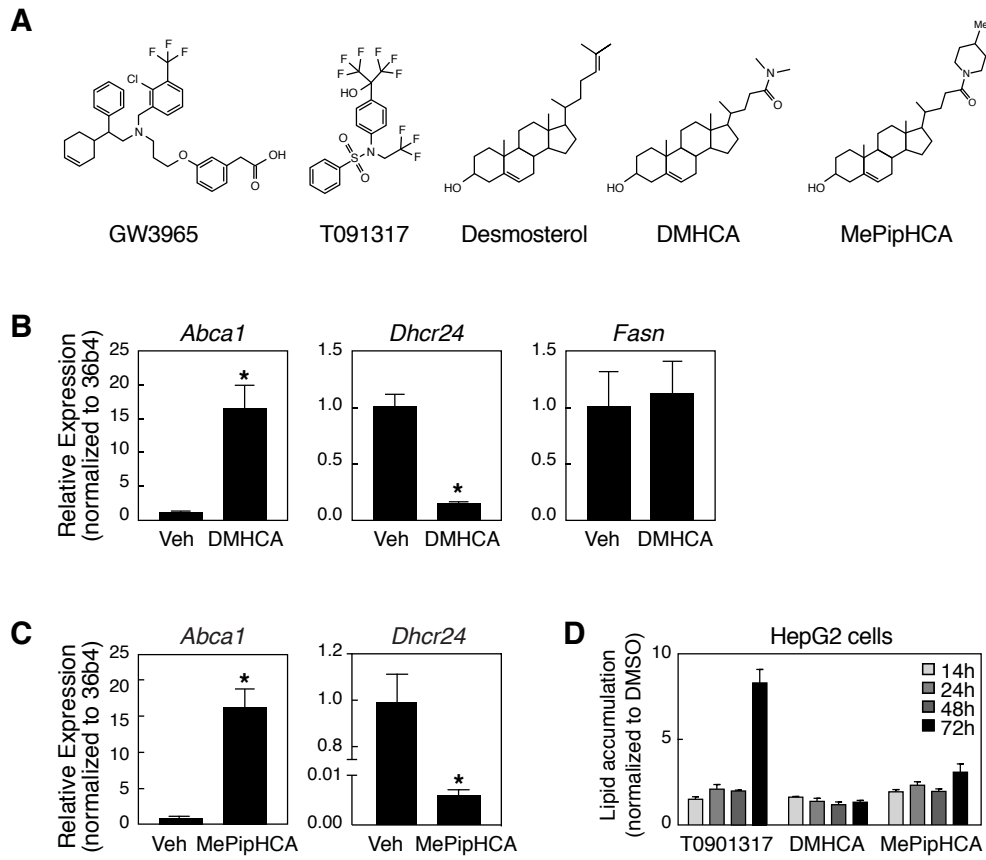 A
GW3965
T091317
Desmosterol
DMHCA
MePipHCA
F
F
F
Cl
N
O
OH
O
F
F
F
F
F
F
HO
F
F
F
O
N
S
O
HO
N
O
HO
Me
N
O
HO
B
Abca1
Dhcr24
Fasn
Relative Expression
(normalized to 36b4)
25
20
15
10
5
0
*
Veh DMHCA
1.5
1.0
0.5
0.0
*
Veh DMHCA
1.5
1.0
0.5
0.0
Veh DMHCA
C
Abca1
Dhcr24
Relative Expression
(normalized to 36b4)
25
20
15
10
5
0
*
Veh MePipHCA
1.2
1.0
1.2
0.01
0.00
*
Veh MePipHCA
D
HepG2 cells
Lipid accumulation
(normalized to DMSO)
10
5
0
14h
24h
48h
72h
T0901317 DMHCA MePipHCA